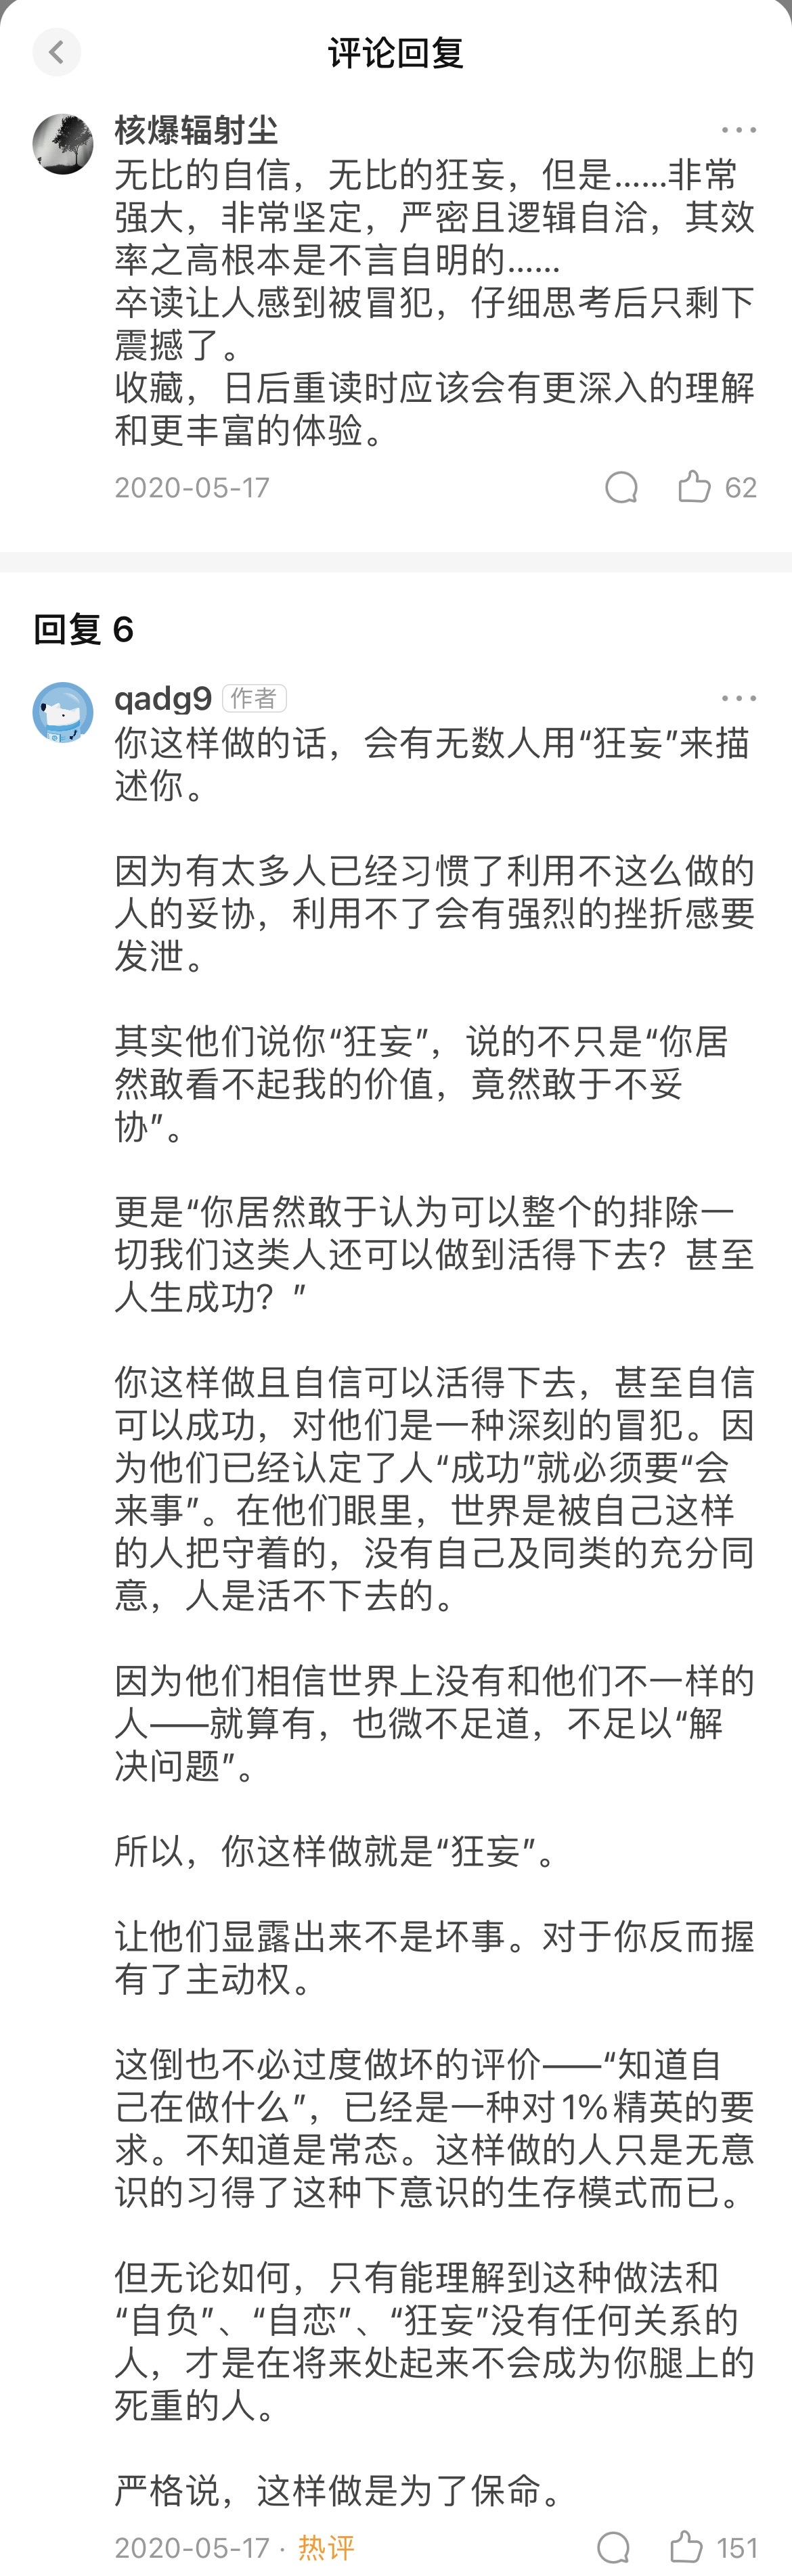 评论回复
核爆辐射尘
无比的自信，无比的狂妄，但是……非常
强大，非常坚定，严密且逻辑自洽，其效
率之高根本是不言自明的……
卒读让人感到被冒犯，仔细思考后只剩下
震撼了。
收藏，日后重读时应该会有更深入的理解
和更丰富的体验。
2020-05-17
62
回复 6
qadg9 作者
你这样做的话，会有无数人用“狂妄”来描
述你。
因为有太多人已经习惯了利用不这么做的
人的妥协，利用不了会有强烈的挫折感要
发泄。
其实他们说你“狂妄”，说的不只是“你居
然敢看不起我的价值，竟然敢于不妥
协”。
更是“你居然敢于认为可以整个的排除一
切我们这类人还可以做到活得下去？甚至
人生成功？”
你这样做且自信可以活得下去，甚至自信
可以成功，对他们是一种深刻的冒犯。因
为他们已经认定了人“成功”就必须要“会
来事”。在他们眼里，世界是被自己这样
的人把守着的，没有自己及同类的充分同
意，人是活不下去的。
因为他们相信世界上没有和他们不一样的
人——就算有，也微不足道，不足以“解
决问题”。
所以，你这样做就是“狂妄”。
让他们显露出来不是坏事。对于你反而握
有了主动权。
这倒也不必过度做坏的评价——“知道自
己在做什么”，已经是一种对1%精英的要
求。不知道是常态。这样做的人只是无意
识的习得了这种下意识的生存模式而已。
但无论如何，只有能理解到这种做法和
“自负”、“自恋”、“狂妄”没有任何关系的
人，才是在将来处起来不会成为你腿上的
死重的人。
严格说，这样做是为了保命。
2020-05-17 · 热评
151